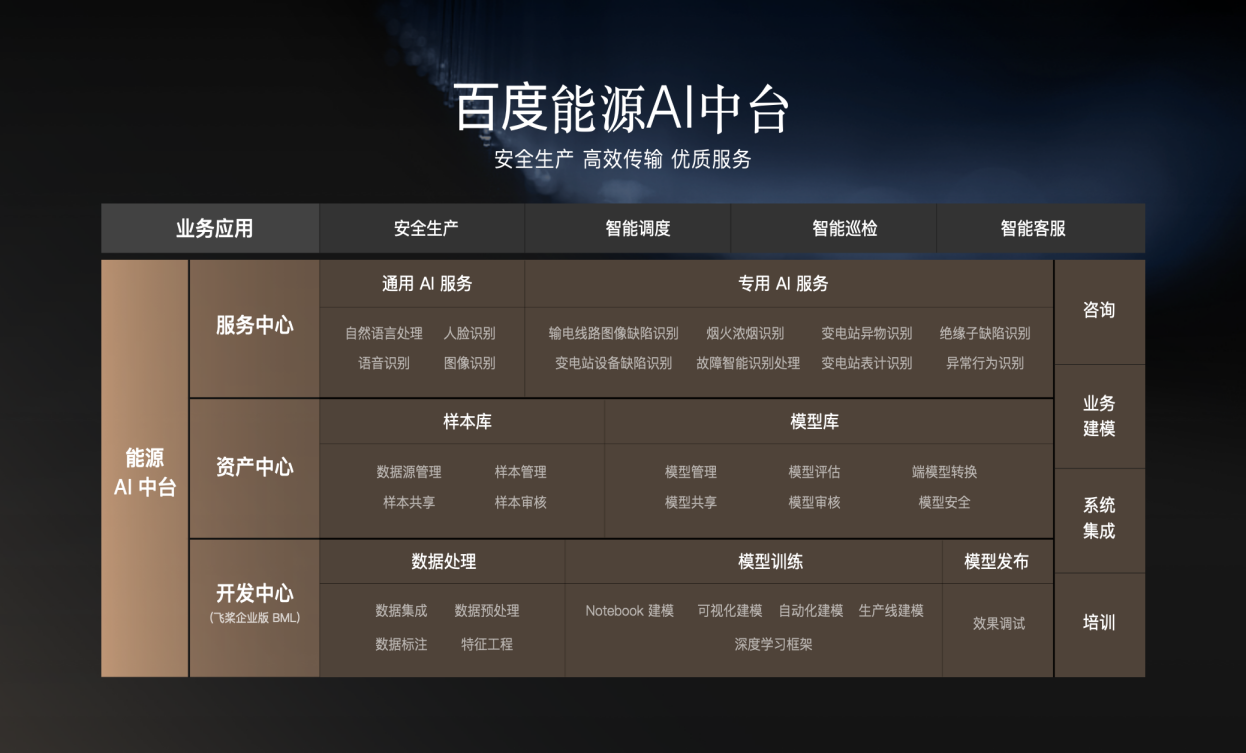 百度能源AI中台
安全生产 高效传输 优质服务
业务应用
安全生产
智能调度
智能巡检
智能客服
能源
AI 中台
服务中心
通用 AI 服务
自然语言处理 人脸识别
语音识别 图像识别
专用 AI 服务
输电线路图像缺陷识别 烟火浓烟识别 变电站异物识别 绝缘子缺陷识别
变电站设备缺陷识别 故障智能识别处理 变电站表计识别 异常行为识别
资产中心
样本库
数据源管理 样本管理
样本共享 样本审核
模型库
模型管理 模型评估 端模型转换
模型共享 模型审核 模型安全
开发中心
(飞桨企业版 BML)
数据处理
数据集成 数据预处理
数据标注 特征工程
模型训练
Notebook 建模 可视化建模 自动化建模 生产线建模
深度学习框架
模型发布
效果调试
咨询
业务
建模
系统
集成
培训